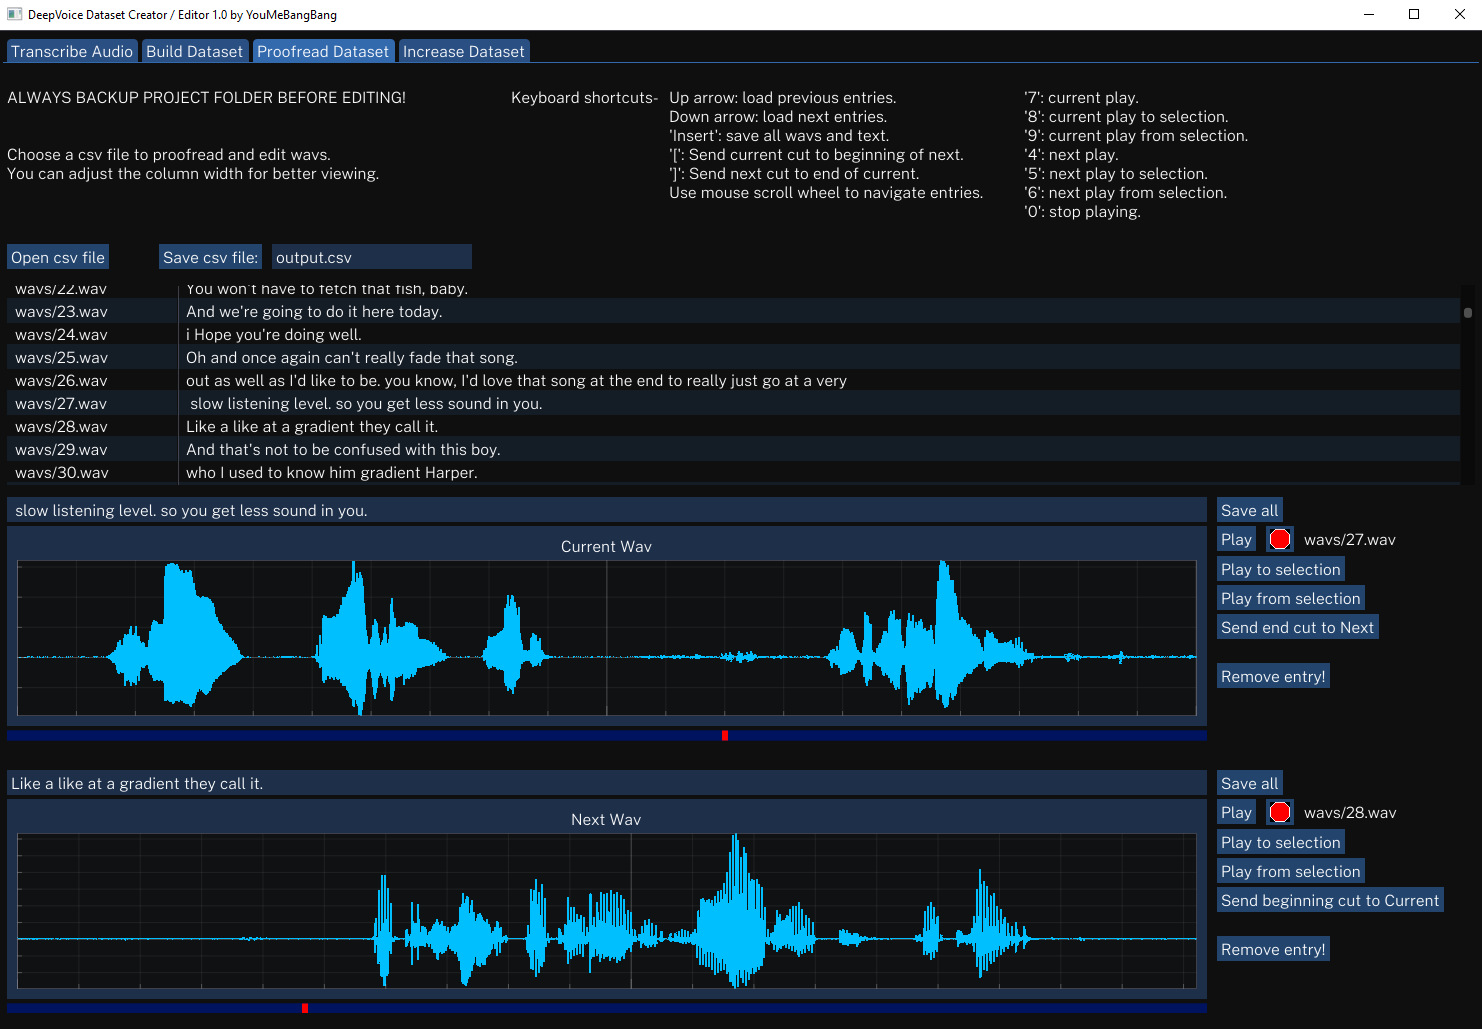 DeepVoice Dataset Creator / Editor 1.0 by YouMeBangBang
Transcribe Audio Build Dataset Proofread Dataset Increase Dataset
ALWAYS BACKUP PROJECT FOLDER BEFORE EDITING!
Choose a csv file to proofread and edit wavs.
You can adjust the column width for better viewing.
Keyboard shortcuts-
Up arrow: load previous entries.
Down arrow: load next entries.
'Insert': save all wavs and text.
'[': Send current cut to beginning of next.
']': Send next cut to end of current.
Use mouse scroll wheel to navigate entries.
'7': current play.
'8': current play to selection.
'9': current play from selection.
'4': next play.
'5': next play to selection.
'6': next play from selection.
'0': stop playing.
Open csv file Save csv file: output.csv
wavs/22.wav You won't have to fetch that fish, baby.
wavs/23.wav And we're going to do it here today.
wavs/24.wav i Hope you're doing well.
wavs/25.wav Oh and once again can't really fade that song.
wavs/26.wav out as well as I'd like to be. you know, I'd love that song at the end to really just go at a very
wavs/27.wav slow listening level. so you get less sound in you.
wavs/28.wav Like a like at a gradient they call it.
wavs/29.wav And that's not to be confused with this boy.
wavs/30.wav who I used to know him gradient Harper.
slow listening level. so you get less sound in you.
Current Wav
Save all
Play wavs/27.wav
Play to selection
Play from selection
Send end cut to Next
Remove entry!
Like a like at a gradient they call it.
Next Wav
Save all
Play wavs/28.wav
Play to selection
Play from selection
Send beginning cut to Current
Remove entry!